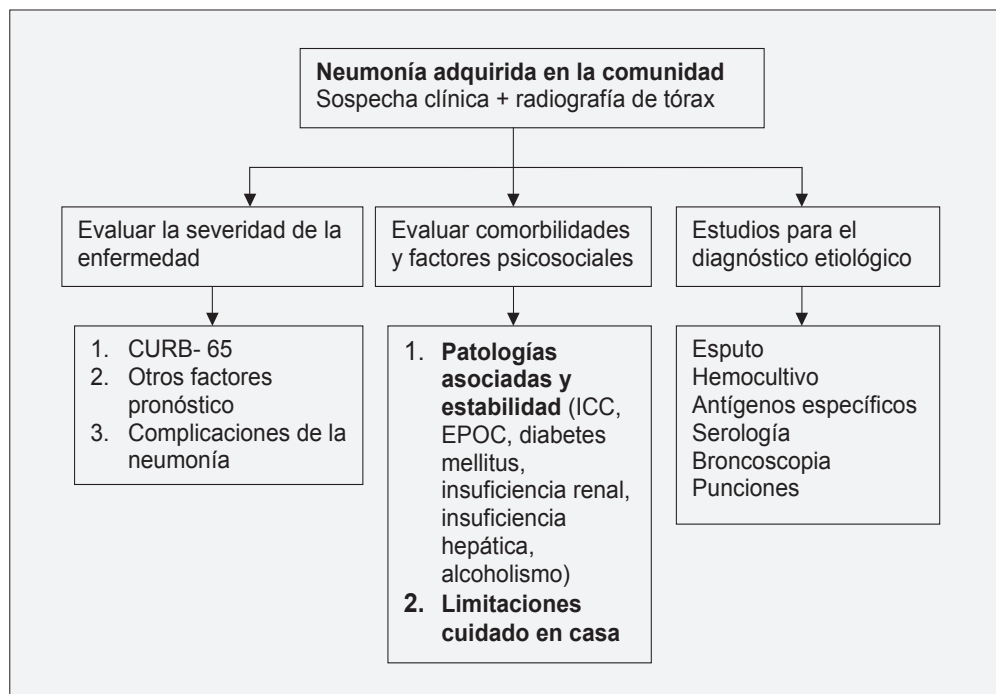 Neumonía adquirida en la comunidad
Sospecha clínica + radiografía de tórax
Evaluar la severidad de la
enfermedad
Evaluar comorbilidades
y factores psicosociales
Estudios para el
diagnóstico etiológico
1. CURB- 65
2. Otros factores
pronóstico
3. Complicaciones de la
neumonía
1. Patologías
asociadas y
estabilidad (ICC,
EPOC, diabetes
mellitus,
insuficiencia renal,
insuficiencia
hepática,
alcoholismo)
2. Limitaciones
cuidado en casa
Esputo
Hemocultivo
Antígenos específicos
Serología
Broncoscopia
Punciones